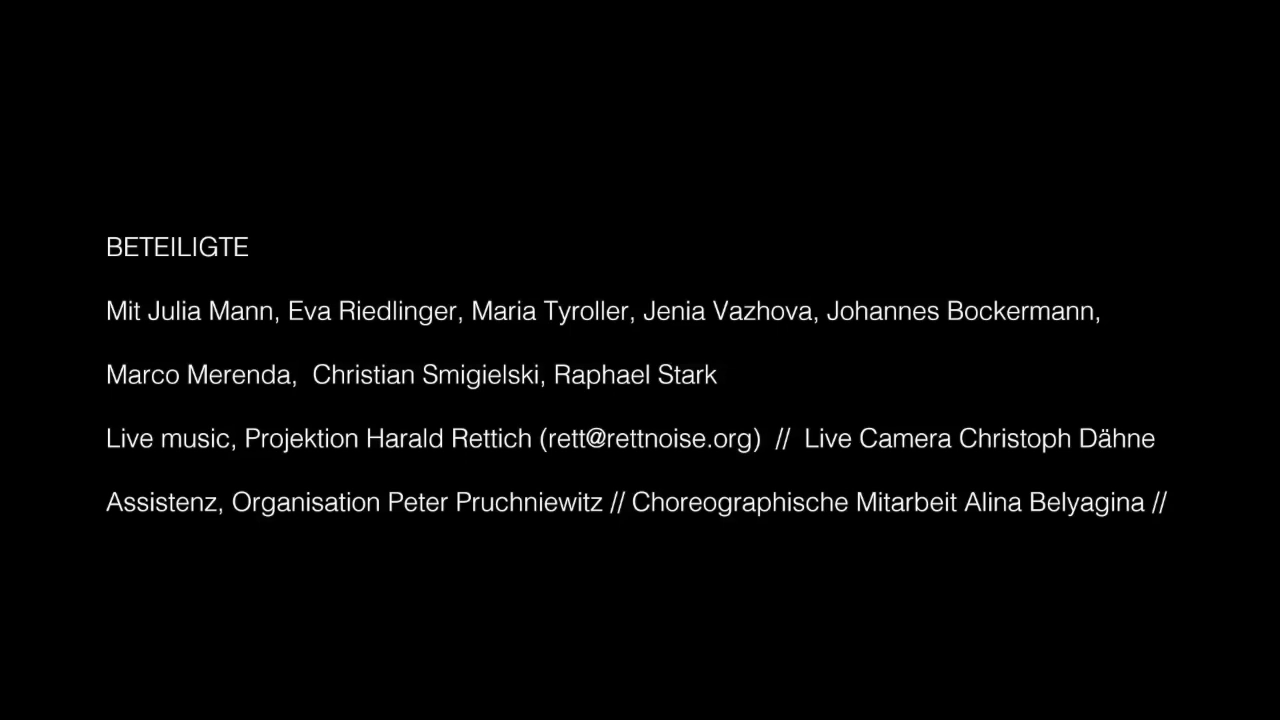 BETEILIGTE
Mit Julia Mann, Eva Riedlinger, Maria Tyroller, Jenia Vazhova, Johannes Bockermann,
Marco Merenda,  Christian Smigielski, Raphael Stark
Live music, Projektion Harald Rettich (rett@rettnoise.org)  //  Live Camera Christoph Dähne
Assistenz, Organisation Peter Pruchniewitz // Choreographische Mitarbeit Alina Belyagina //